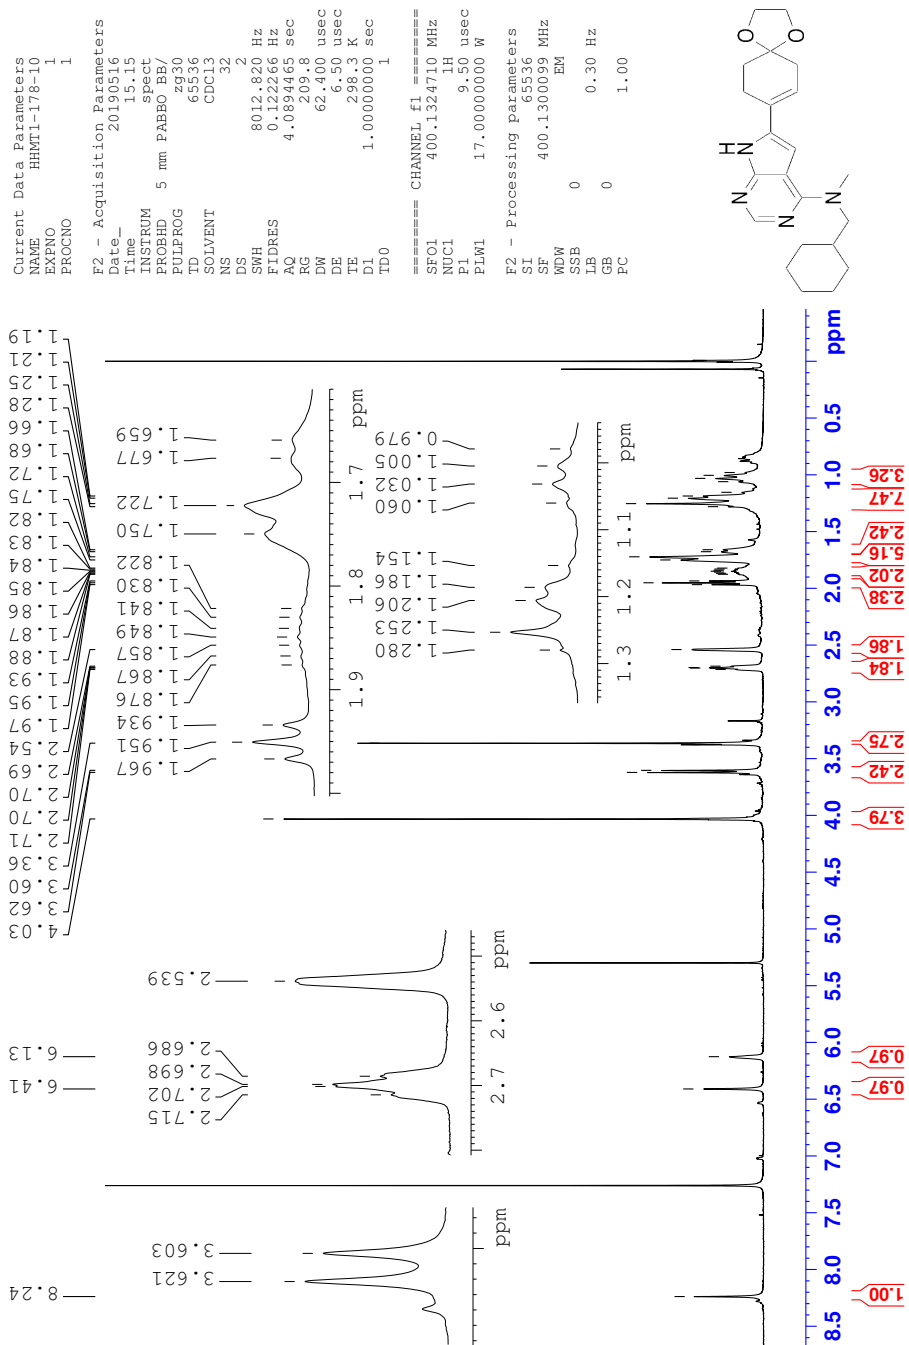 Current Data Parameters
NAME HHMT1-178-10
EXPNO 1
PROCNO 1
F2 - Acquisition Parameters
Date_ 20190516
Time 15.15
INSTRUM spect
PROBHD 5 mm PABBO BB/
PULPROG zg30
TD 65536
SOLVENT CDCl3
NS 32
DS 2
SWH 8012.820 Hz
FIDRES 0.122266 Hz
AQ 4.0894465 sec
RG 209.8
DW 62.400 usec
DE 6.50 usec
TE 298.3 K
D1 1.00000000 sec
TD0 1
======== CHANNEL f1 ========
SFO1 400.1324710 MHz
NUC1 1H
P1 9.50 usec
PLW1 17.00000000 W
F2 - Processing parameters
SI 65536
SF 400.1300099 MHz
WDW EM
SSB 0
LB 0.30 Hz
GB 0
PC 1.00
O
O
NH
N
N
N
8.24
6.41
6.13
4.03
3.62
3.60
3.36
2.71
2.70
2.70
2.69
2.54
1.97
1.95
1.93
1.88
1.87
1.86
1.85
1.84
1.83
1.82
1.75
1.72
1.68
1.66
1.28
1.25
1.21
1.19
3.621
3.603
ppm
2.715
2.702
2.698
2.686
2.539
2.7
2.6
ppm
1.967
1.951
1.934
1.876
1.867
1.857
1.849
1.841
1.830
1.822
1.750
1.722
1.677
1.659
1.9
1.8
1.7
ppm
1.280
1.253
1.206
1.186
1.154
1.060
1.032
1.005
0.979
1.3
1.2
1.1
ppm
8.5 8.0 7.5 7.0 6.5 6.0 5.5 5.0 4.5 4.0 3.5 3.0 2.5 2.0 1.5 1.0 0.5 ppm
1.00
0.97
0.97
3.79
2.42
2.75
1.84
1.86
2.38
2.02
5.16
2.42
7.47
3.26